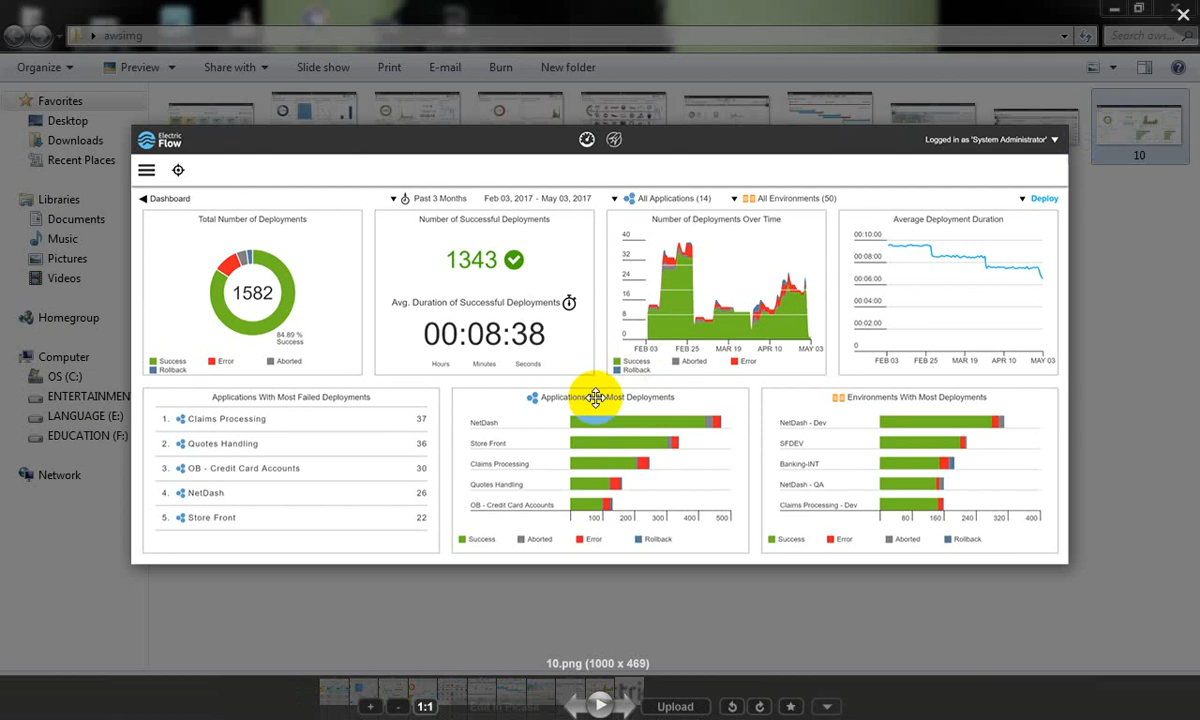 awsimg
Search aws...
Organize Preview Share with Slide show Print E-mail Burn New folder
Favorites
Desktop
Downloads
Recent Places
Libraries
Documents
Music
Pictures
Videos
Homegroup
Computer
OS (C:)
ENTERTAINMEN
LANGUAGE (E:)
EDUCATION (F:)
Network
10
Electric
Flow
Logged in as 'System Administrator'
Dashboard
Past 3 Months Feb 03, 2017 - May 03, 2017 All Applications (14) All Environments (50) Deploy
Total Number of Deployments
1582
84.89 %
Success
Success Error Aborted
Rollback
Number of Successful Deployments
1343
Avg. Duration of Successful Deployments
00:08:38
Hours Minutes Seconds
Number of Deployments Over Time
40
32
24
16
8
0
FEB 03 FEB 25 MAR 19 APR 10 MAY 03
Success Aborted Error
Rollback
Average Deployment Duration
00:10:00
00:08:00
00:06:00
00:04:00
00:02:00
0
FEB 03 FEB 25 MAR 19 APR 10 MAY 03
Applications With Most Failed Deployments
1. Claims Processing 37
2. Quotes Handling 36
3. OB - Credit Card Accounts 30
4. NetDash 26
5. Store Front 22
Applications With Most Deployments
NetDash
Store Front
Claims Processing
Quotes Handling
OB - Credit Card Accounts
100 200 300 400 500
Success Aborted Error Rollback
Environments With Most Deployments
NetDash - Dev
SFDEV
Banking-INT
NetDash - QA
Claims Processing - Dev
80 160 240 320 400
Success Error Aborted Rollback
10.png (1000 x 469)
+ - 1:1
Upload